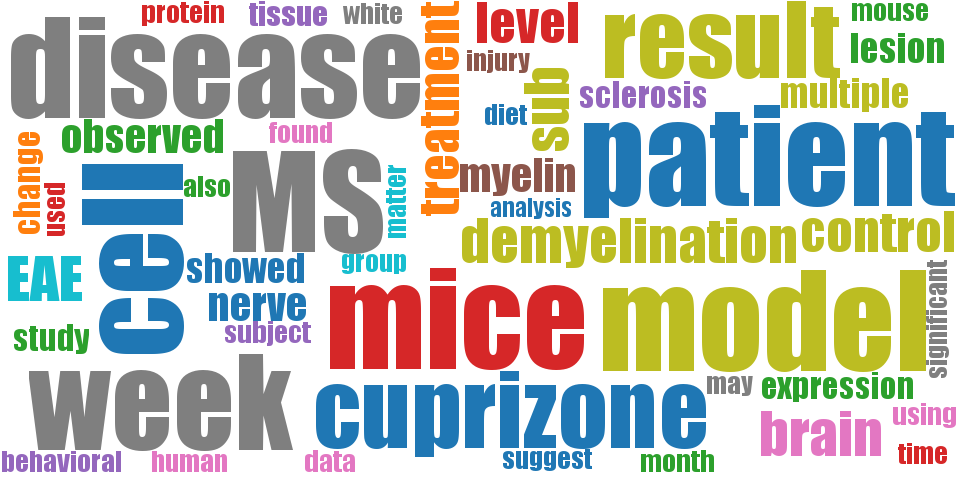 protein
tissue
white
treatment
level
result
mouse
disease
injury
lesion
sub
diet
sclerosis
multiple
observed
found
patient
change
used
cell
also
MS
matter
myelin
analysis
demyelination
control
EAE
showed
group
nerve
mice
model
significant
study
subject
week
cuprizone
may
expression
brain
using
behavioral
human
data
suggest
month
time